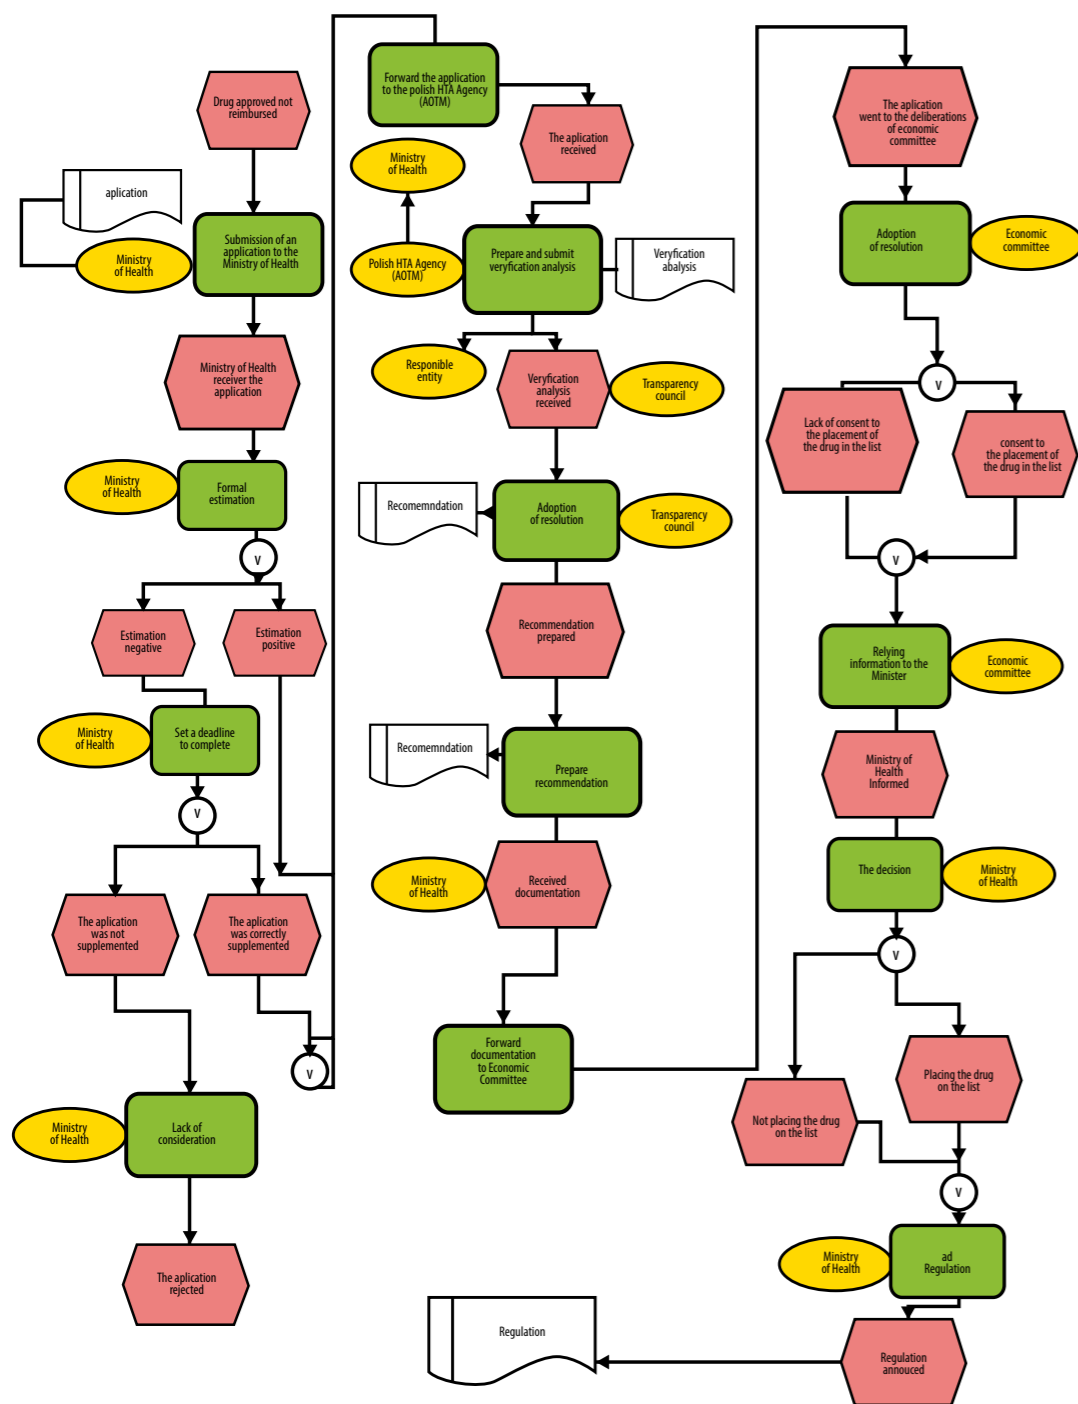 Drug approved not
reimbursed
aplication
Ministry
of Health
Submission of an
application to the
Ministry of Health
Ministry of Health
receiver the
application
Ministry
of Health
Formal
estimation
V
Estimation
negative
Estimation
positive
Ministry
of Health
Set a deadline
to complete
V
The aplication
was not
supplemented
The aplication
was correctly
supplemented
V
Ministry
of Health
Lack of
consideration
The aplication
rejected
Forward the application
to the polish HTA Agency
(AOTM)
The aplication
received
Ministry
of Health
Polish HTA Agency
(AOTM)
Prepare and submit
veryfication analysis
Veryfication
abalysis
Responible
entity
Veryfication
analysis
received
Transparency
council
Recomemndation
Adoption
of resolution
Transparency
council
Recommendation
prepared
Recomemndation
Prepare
recommendation
Ministry
of Health
Received
documentation
Forward
documentation
to Economic
Committee
The aplication
went to the deliberations
of economic
committee
Adoption
of resolution
Economic
committee
V
Lack of consent to
the placement of
the drug in the list
consent to
the placement of
the drug in the list
V
Relying
information to the
Minister
Economic
committee
Ministry of
Health
Informed
The decision
Ministry
of Health
V
Placing the drug
on the list
Not placing the drug
on the list
V
Ministry
of Health
ad
Regulation
Regulation
Regulation
annouced